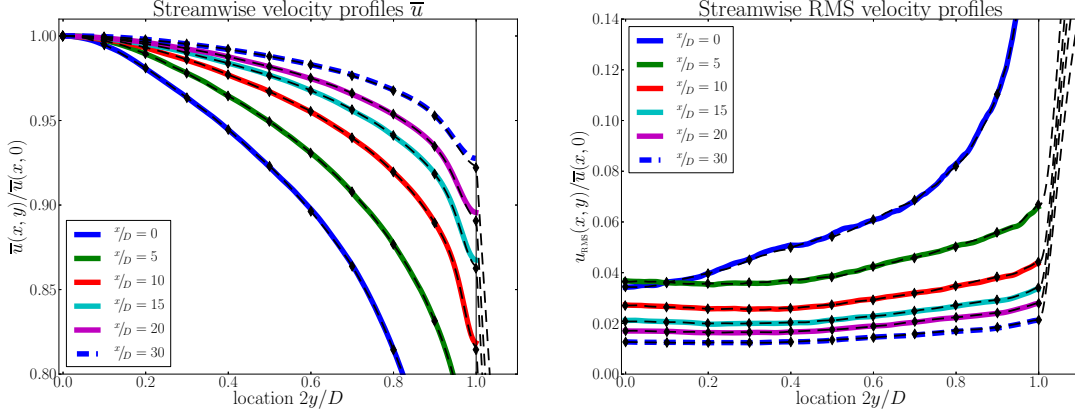 Streamwise velocity profiles u̅
1.00
0.95
0.90
0.85
0.80
u̅(x, y)/u̅(x, 0)
x/D = 0
x/D = 5
x/D = 10
x/D = 15
x/D = 20
x/D = 30
0.0 0.2 0.4 0.6 0.8 1.0
location 2y/D
Streamwise RMS velocity profiles
0.14
0.12
0.10
0.08
0.06
0.04
0.02
0.00
u_RMS(x, y)/u̅(x, 0)
x/D = 0
x/D = 5
x/D = 10
x/D = 15
x/D = 20
x/D = 30
0.0 0.2 0.4 0.6 0.8 1.0
location 2y/D